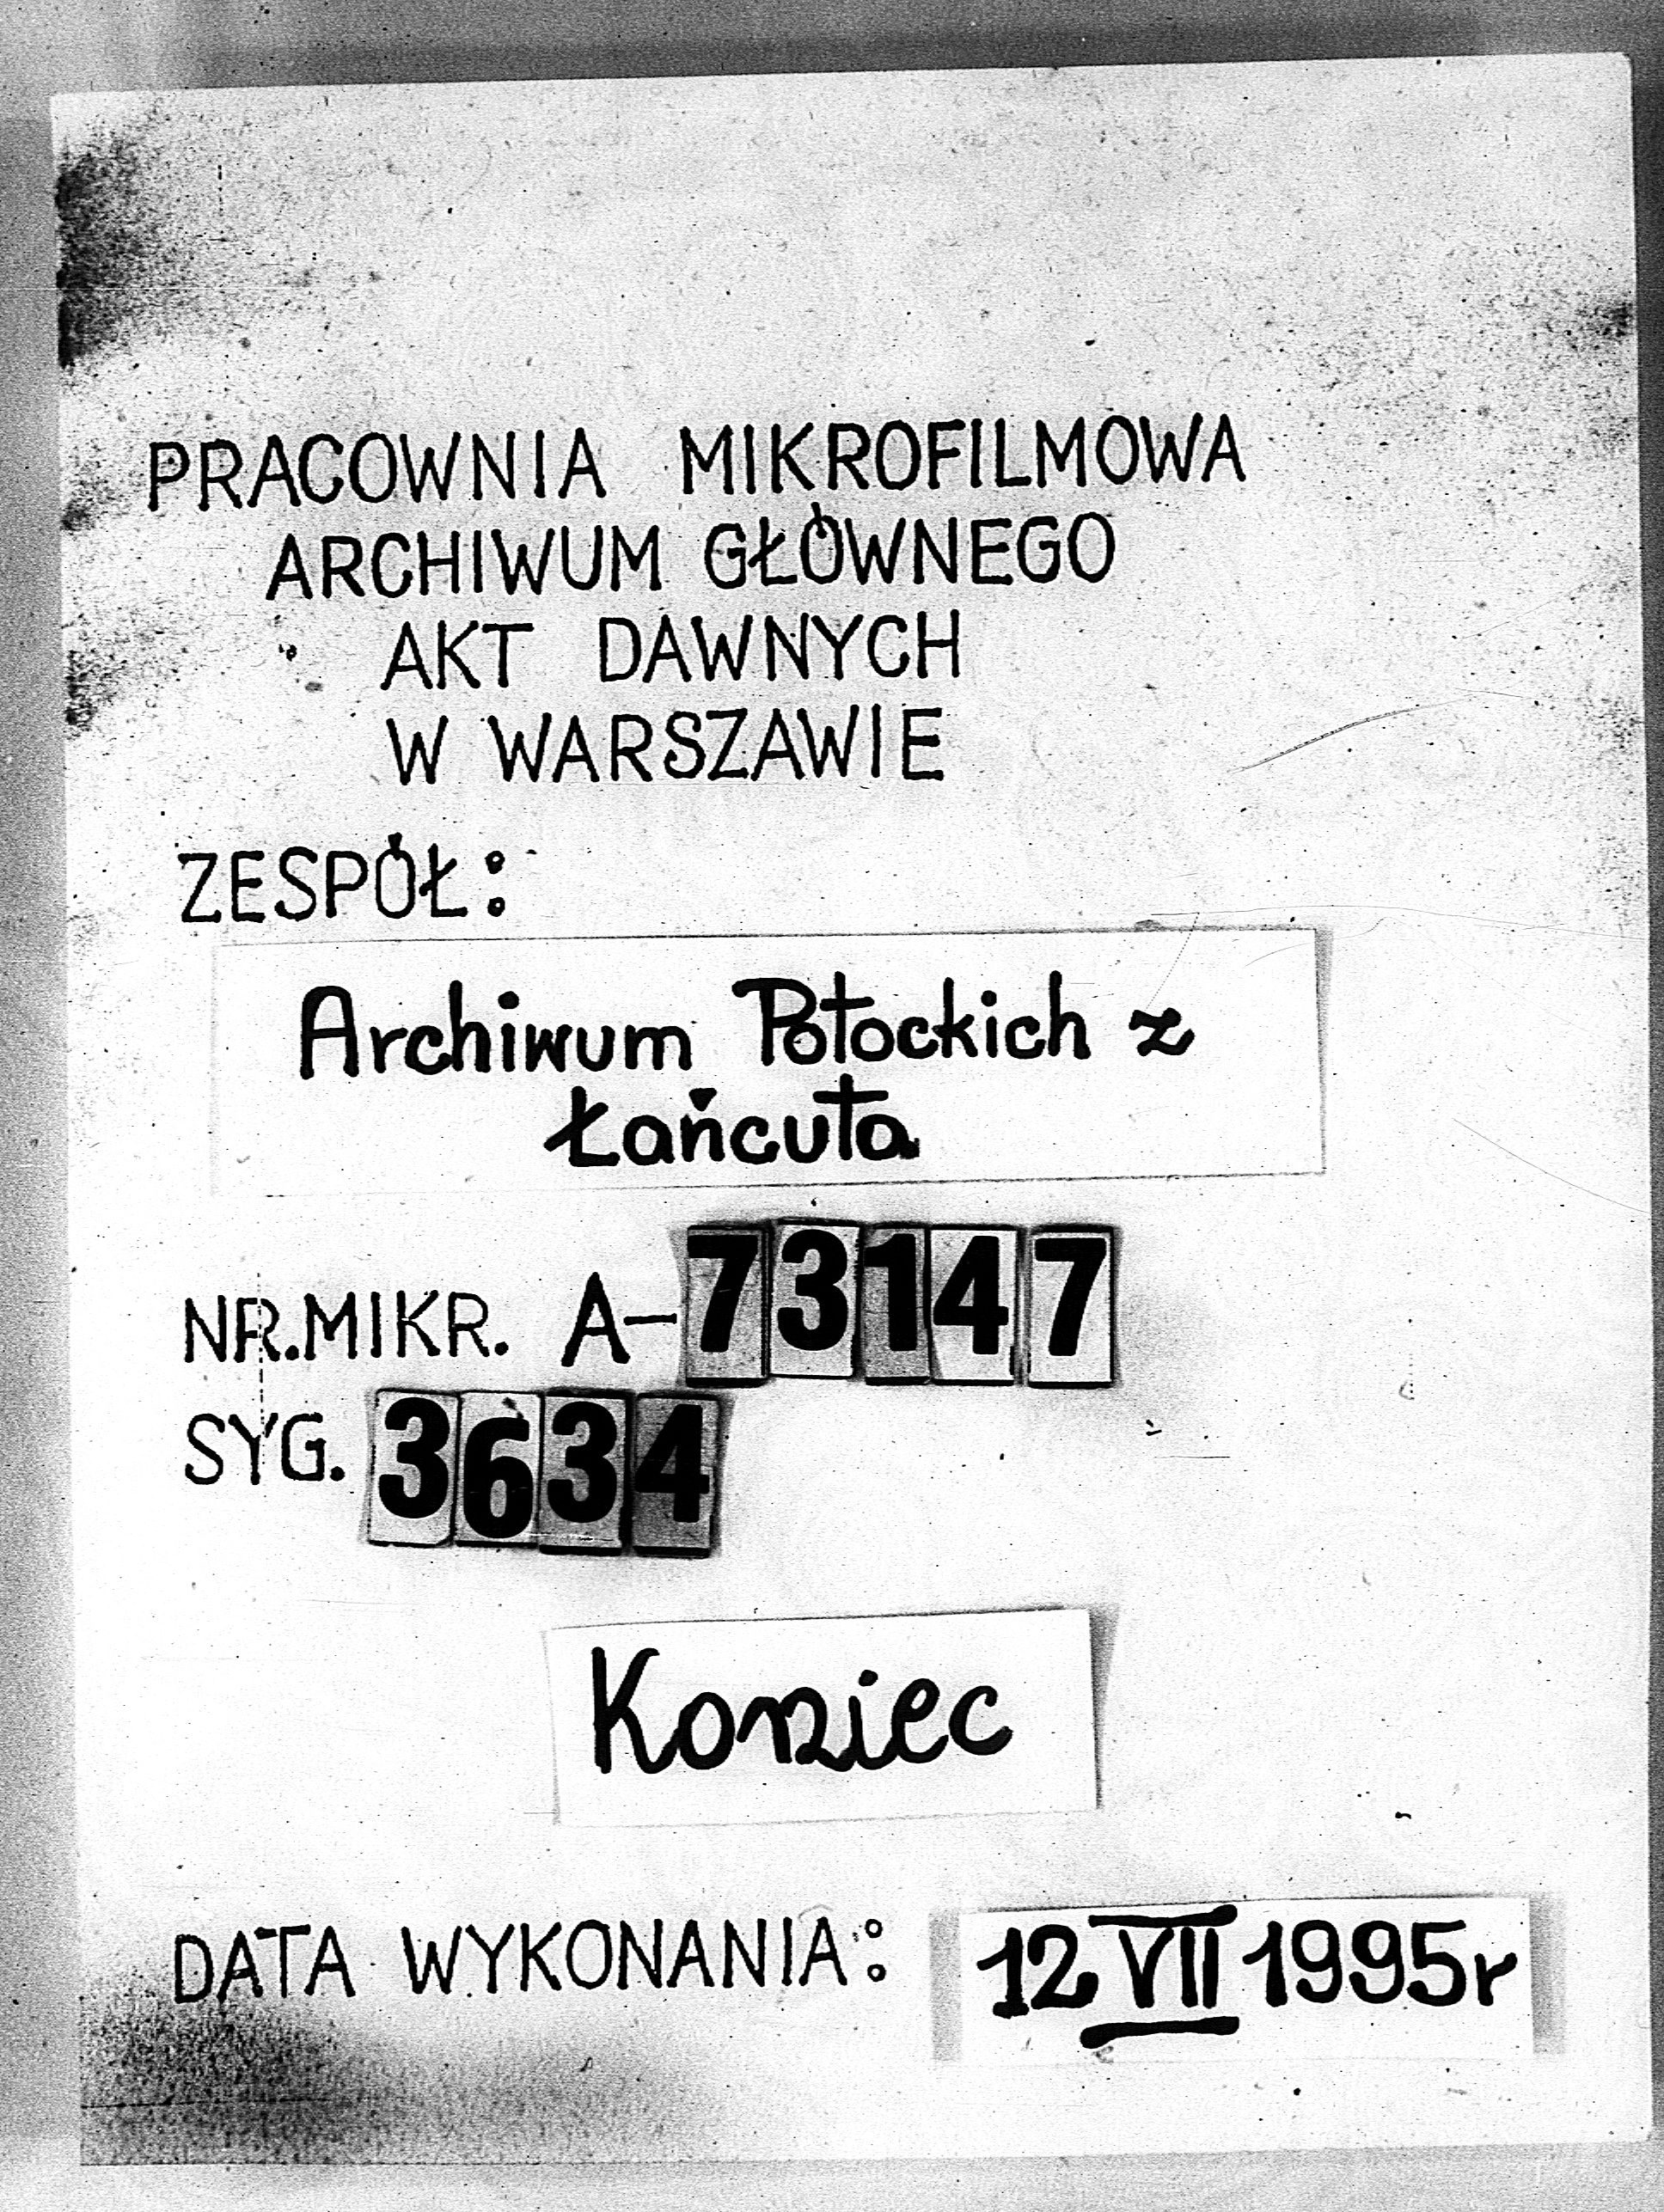 PRACOWNIA MIKROFILMOWA
ARCHIWUM GŁÓWNEGO
AKT DAWNYCH
W WARSZAWIE
ZESPÓŁ:
Archiwum Potockich z
Łańcuta
NR.MIKR. A-73147
SYG. 3634
Koniec
DATA WYKONANIA: 12 VII 1995r